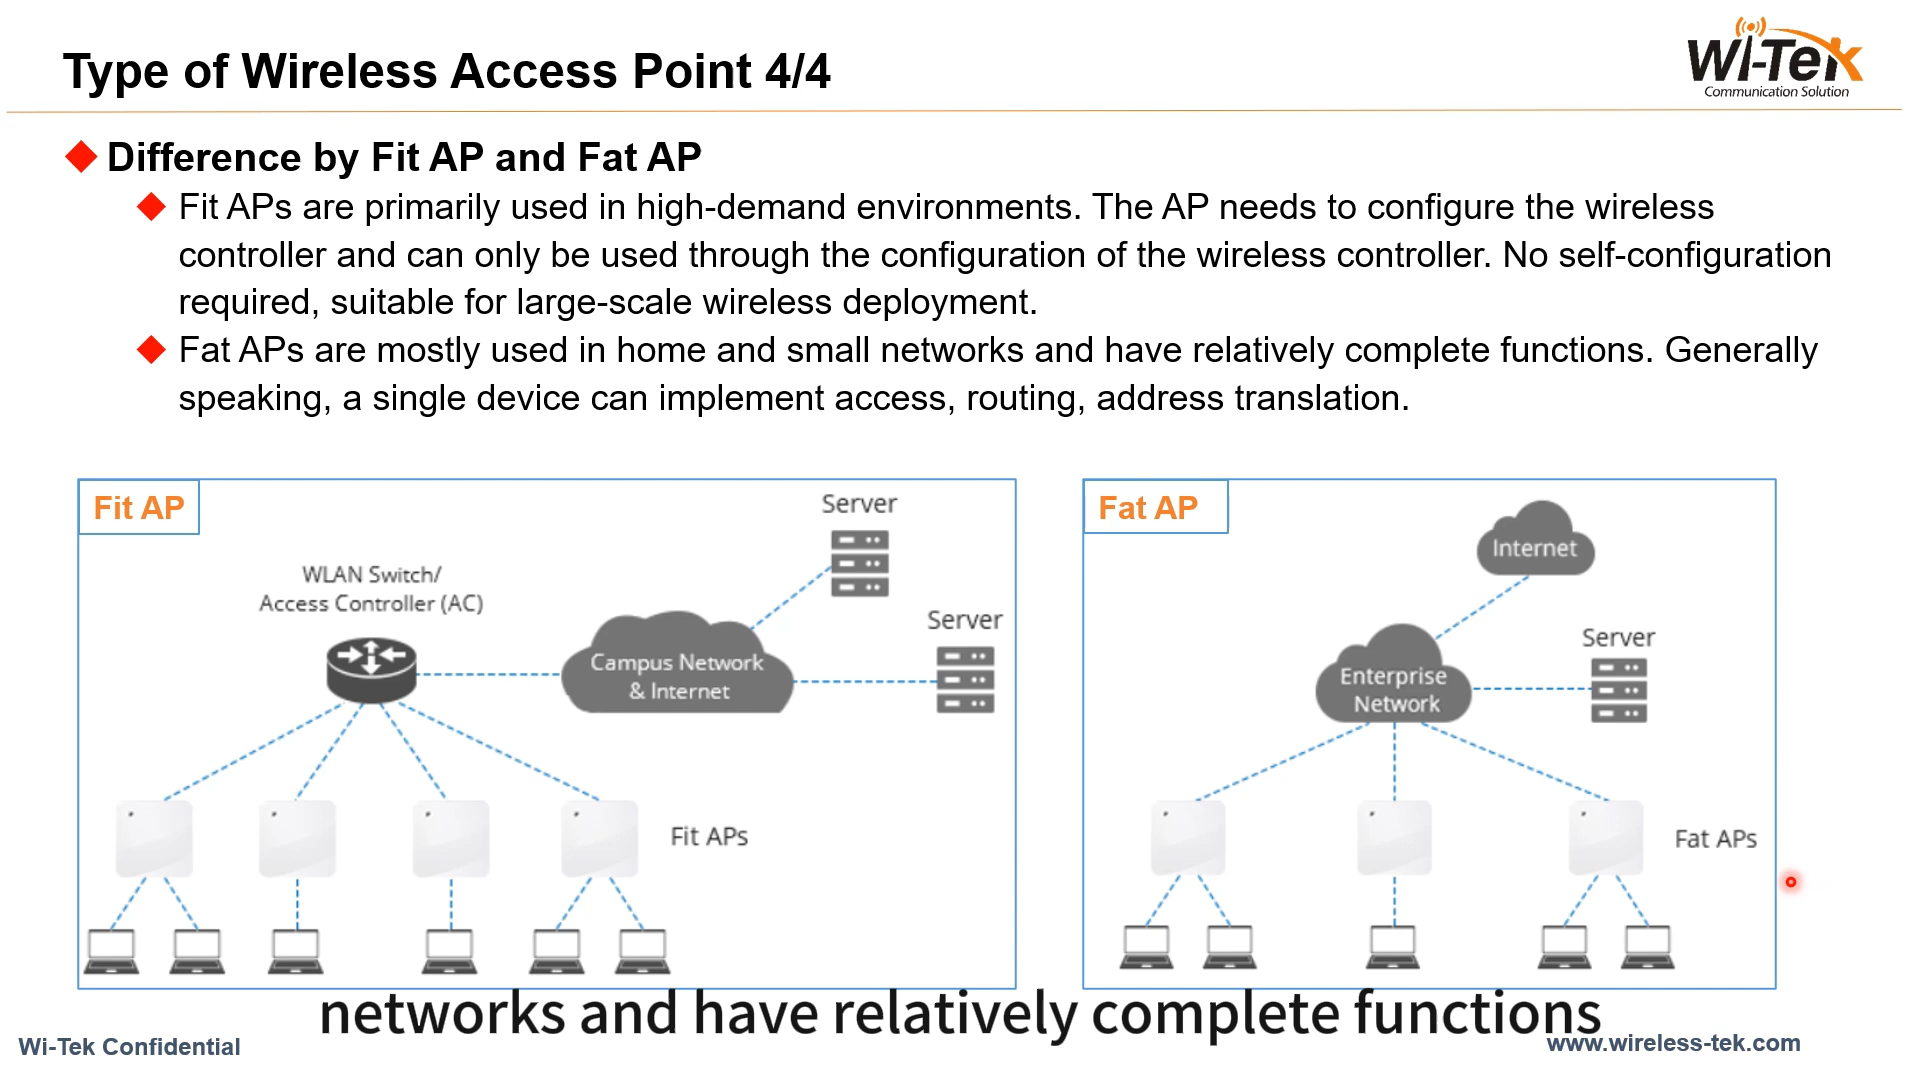 Type of Wireless Access Point 4/4
Wi-Tek
Communication Solution
Difference by Fit AP and Fat AP
Fit APs are primarily used in high-demand environments. The AP needs to configure the wireless
controller and can only be used through the configuration of the wireless controller. No self-configuration
required, suitable for large-scale wireless deployment.
Fat APs are mostly used in home and small networks and have relatively complete functions. Generally
speaking, a single device can implement access, routing, address translation.
Fit AP
Server
WLAN Switch/
Access Controller (AC)
Server
Campus Network
& Internet
Fit APs
Fat AP
Internet
Server
Enterprise
Network
Fat APs
networks and have relatively complete functions
Wi-Tek Confidential
www.wireless-tek.com